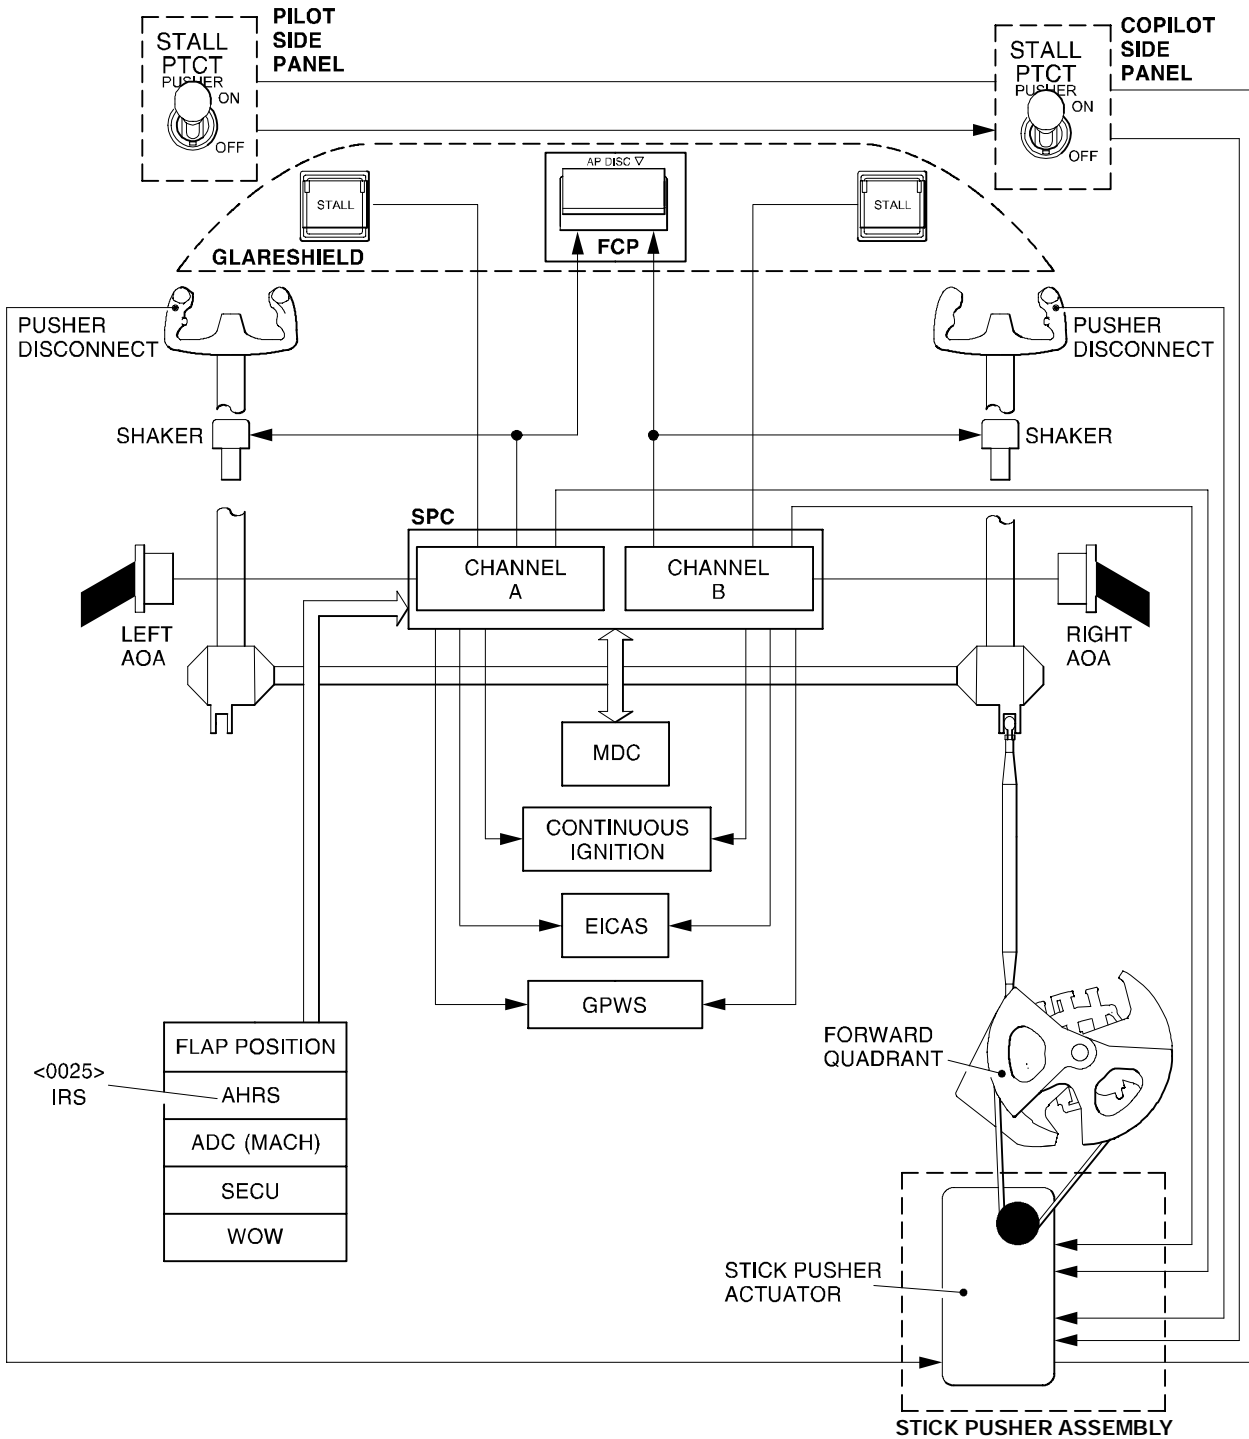 PILOT
SIDE
PANEL
STALL
PTCT
PUSHER
ON
OFF
COPILOT
SIDE
PANEL
STALL
PTCT
PUSHER
ON
OFF
AP DISC ▽
STALL
STALL
FCP
GLARESHIELD
PUSHER
DISCONNECT
PUSHER
DISCONNECT
SHAKER
SHAKER
SPC
CHANNEL
A
CHANNEL
B
LEFT
AOA
RIGHT
AOA
MDC
CONTINUOUS
IGNITION
EICAS
GPWS
FLAP POSITION
<0025>
IRS
AHRS
ADC (MACH)
SECU
WOW
FORWARD
QUADRANT
STICK PUSHER
ACTUATOR
STICK PUSHER ASSEMBLY